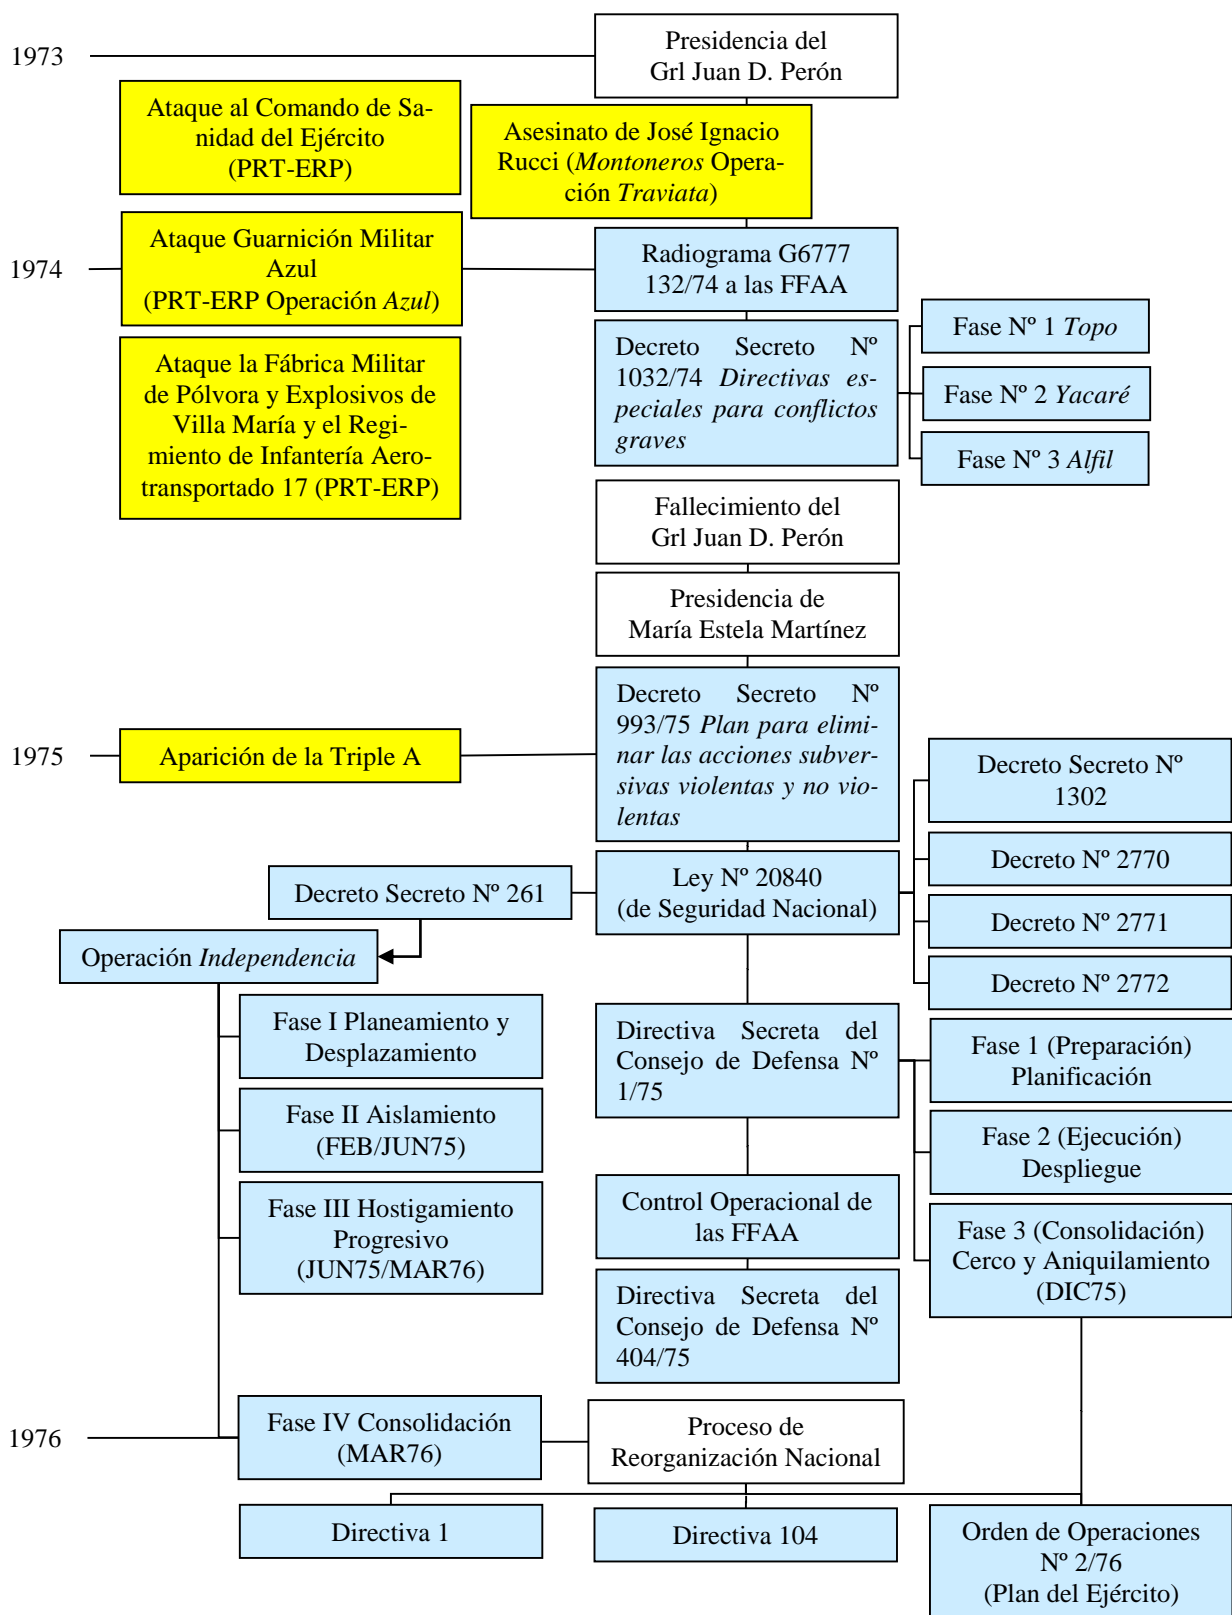 1973
Presidencia del
Grl Juan D. Perón
Ataque al Comando de Sa-
nidad del Ejército
(PRT-ERP)
Asesinato de José Ignacio
Rucci (Montoneros Opera-
ción Traviata)
1974
Ataque Guarnición Militar
Azul
(PRT-ERP Operación Azul)
Radiograma G6777
132/74 a las FFAA
Ataque la Fábrica Militar
de Pólvora y Explosivos de
Villa María y el Regi-
miento de Infantería Aero-
transportado 17 (PRT-ERP)
Decreto Secreto Nº
1032/74 Directivas es-
peciales para conflictos
graves
Fase Nº 1 Topo
Fase Nº 2 Yacaré
Fase Nº 3 Alfil
Fallecimiento del
Grl Juan D. Perón
Presidencia de
María Estela Martínez
1975
Aparición de la Triple A
Decreto Secreto Nº
993/75 Plan para elimi-
nar las acciones subver-
sivas violentas y no vio-
lentas
Decreto Secreto Nº
1302
Decreto Nº 2770
Decreto Nº 2771
Decreto Nº 2772
Decreto Secreto Nº 261
Ley Nº 20840
(de Seguridad Nacional)
Operación Independencia
Fase I Planeamiento y
Desplazamiento
Fase II Aislamiento
(FEB/JUN75)
Fase III Hostigamiento
Progresivo
(JUN75/MAR76)
Directiva Secreta del
Consejo de Defensa Nº
1/75
Fase 1 (Preparación)
Planificación
Fase 2 (Ejecución)
Despliegue
Fase 3 (Consolidación)
Cerco y Aniquilamiento
(DIC75)
Control Operacional de
las FFAA
Directiva Secreta del
Consejo de Defensa Nº
404/75
1976
Fase IV Consolidación
(MAR76)
Proceso de
Reorganización Nacional
Directiva 1
Directiva 104
Orden de Operaciones
Nº 2/76
(Plan del Ejército)